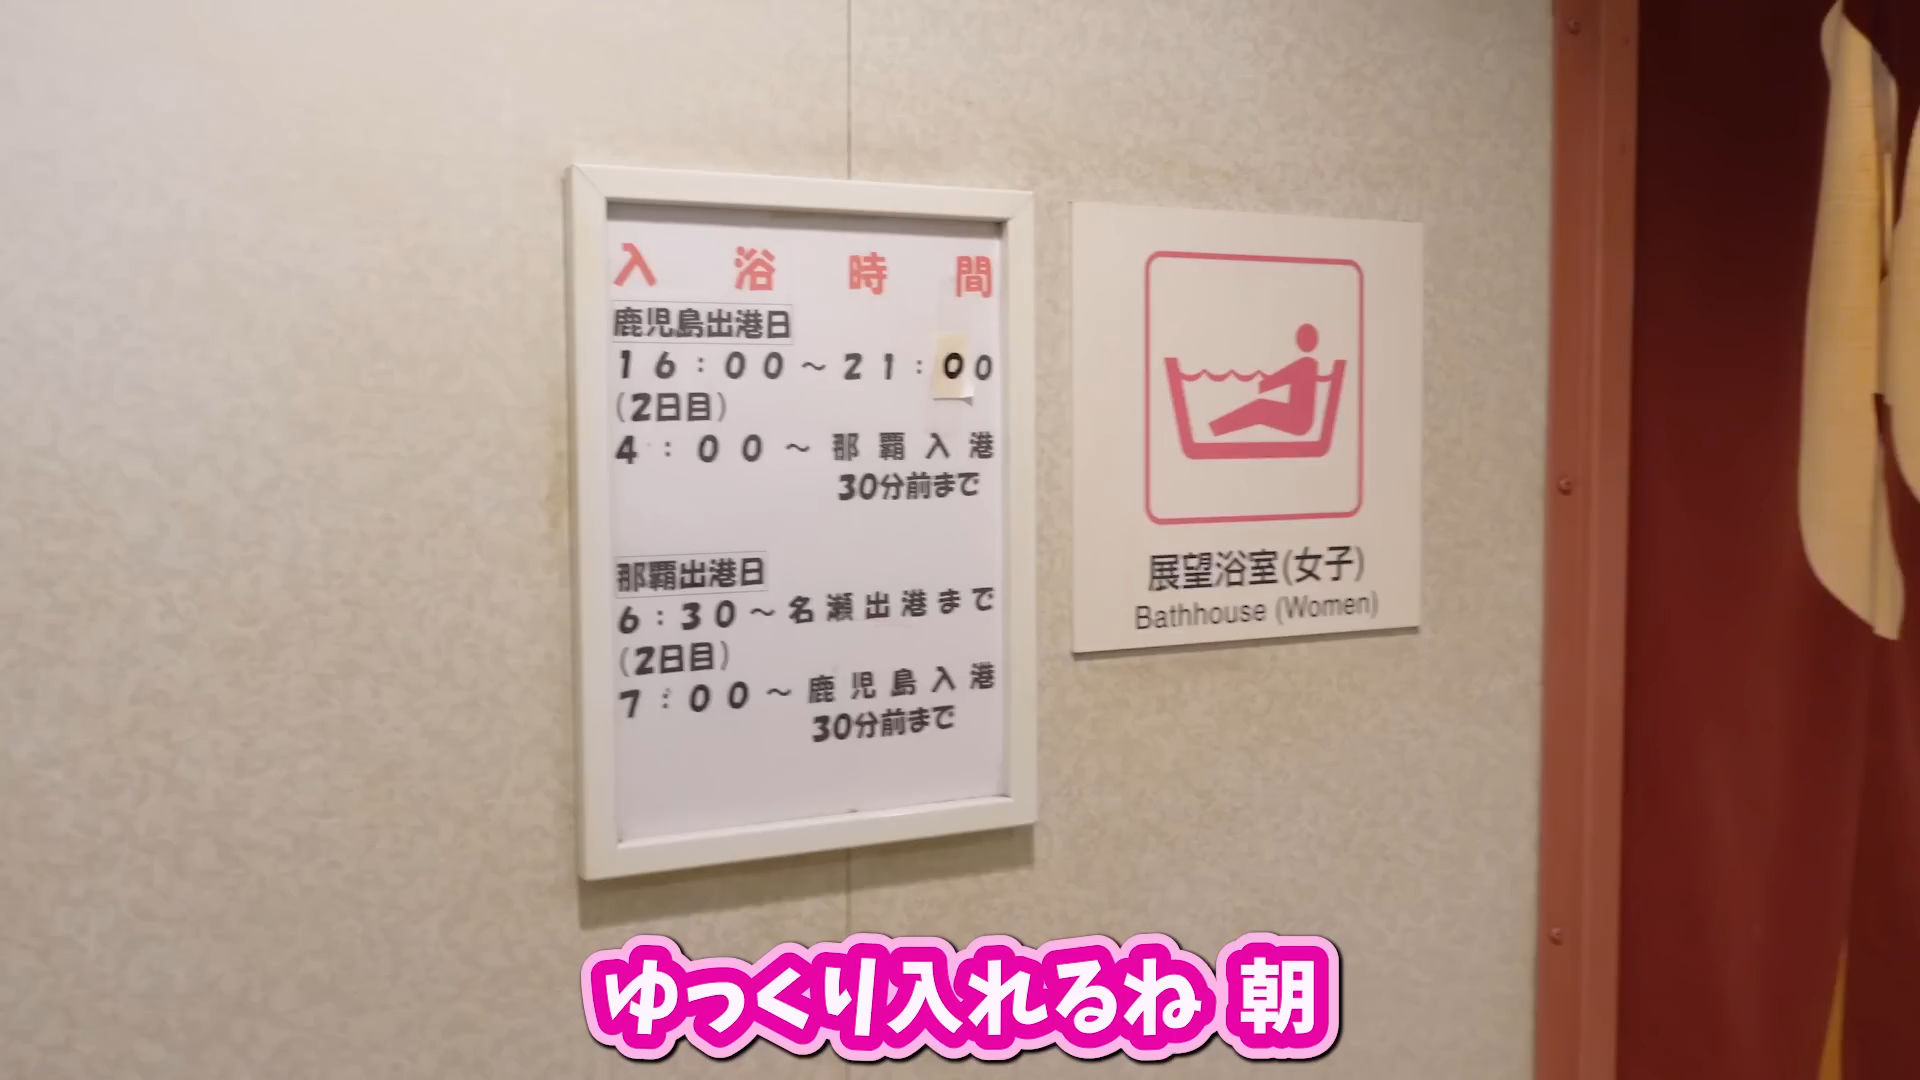 入浴時間
鹿児島出港日
16:00～21:00
(2日目)
4:00～那覇入港
30分前まで
那覇出港日
6:30～名瀬出港まで
(2日目)
7:00～鹿児島入港
30分前まで
展望浴室(女子)
Bathhouse (Women)
ゆっくり入れるね 朝